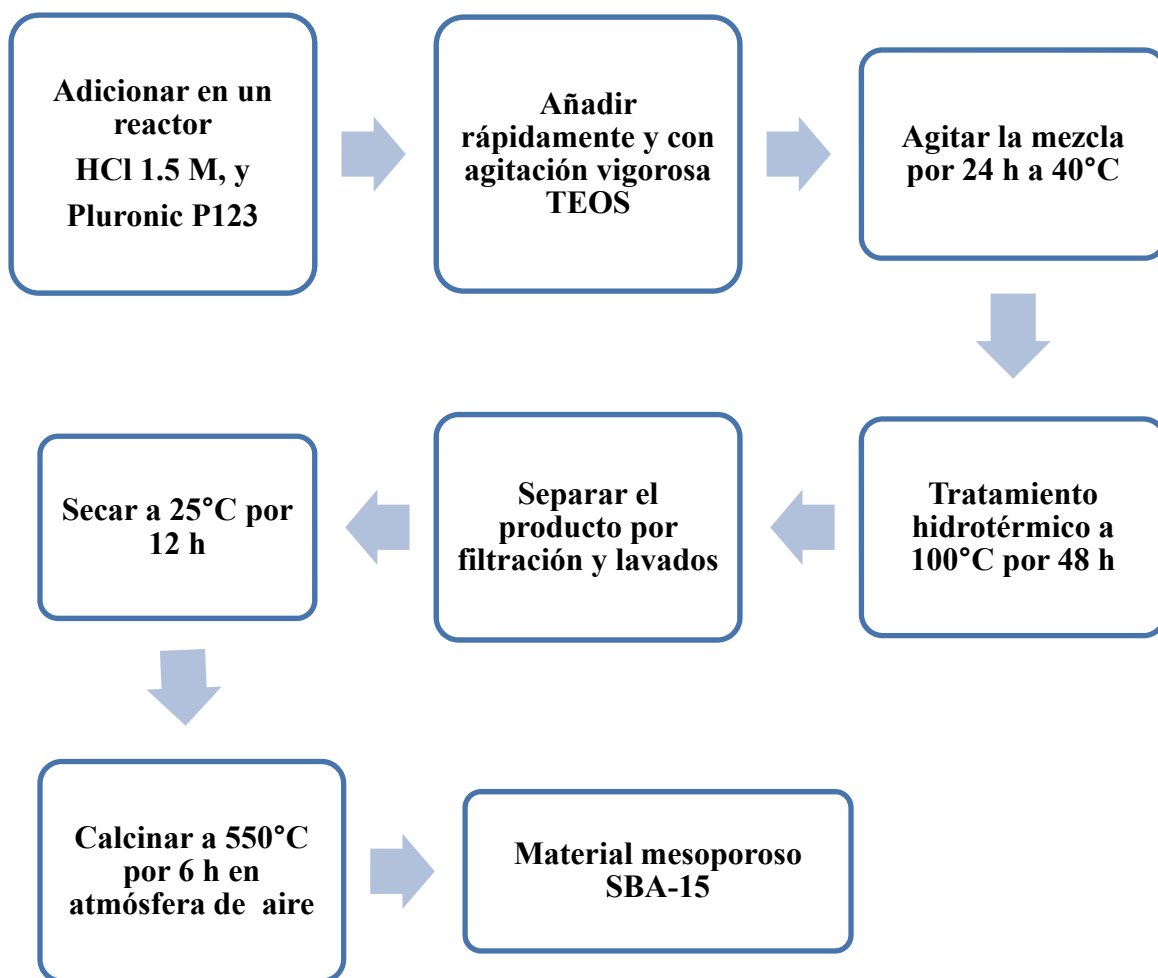 Adicionar en un
reactor
HCl 1.5 M, y
Pluronic P123
Añadir
rápidamente y con
agitación vigorosa
TEOS
Agitar la mezcla
por 24 h a 40°C
Tratamiento
hidrotérmico a
100°C por 48 h
Separar el
producto por
filtración y lavados
Secar a 25°C por
12 h
Calcinar a 550°C
por 6 h en
atmósfera de aire
Material mesoporoso
SBA-15